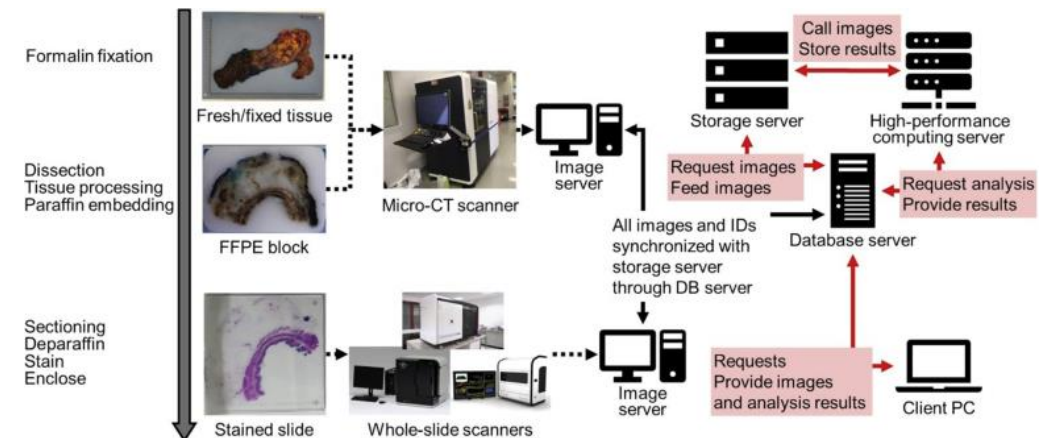 Formalin fixation
Fresh/fixed tissue
Dissection
Tissue processing
Paraffin embedding
FFPE block
Micro-CT scanner
Image
server
Sectioning
Deparaffin
Stain
Enclose
Stained slide
Whole-slide scanners
Image
server
All images and IDs
synchronized with
storage server
through DB server
Call images
Store results
Storage server
High-performance
computing server
Request images
Feed images
Request analysis
Provide results
Database server
Requests
Provide images
and analysis results
Client PC